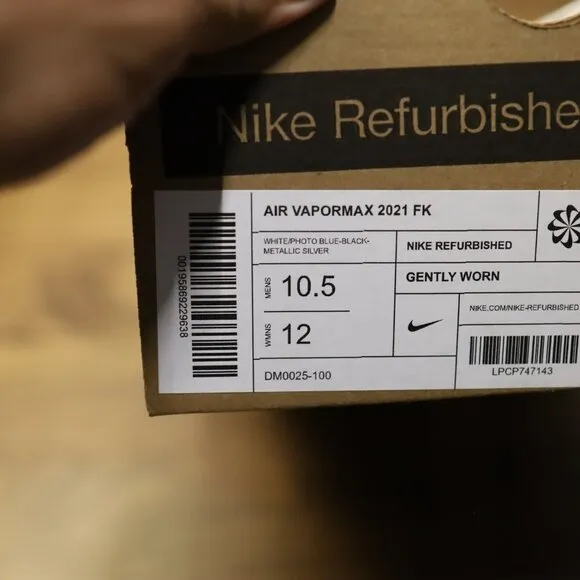 Nike Refurbishe
AIR VAPORMAX 2021 FK
WHITE/PHOTO BLUE-BLACK-
METALLIC SILVER
NIKE REFURBISHED
GENTLY WORN
MENS 10.5
WMNS 12
NIKE.COM/NIKE-REFURBISHED
LPCP747143
DM0025-100
00195869229638